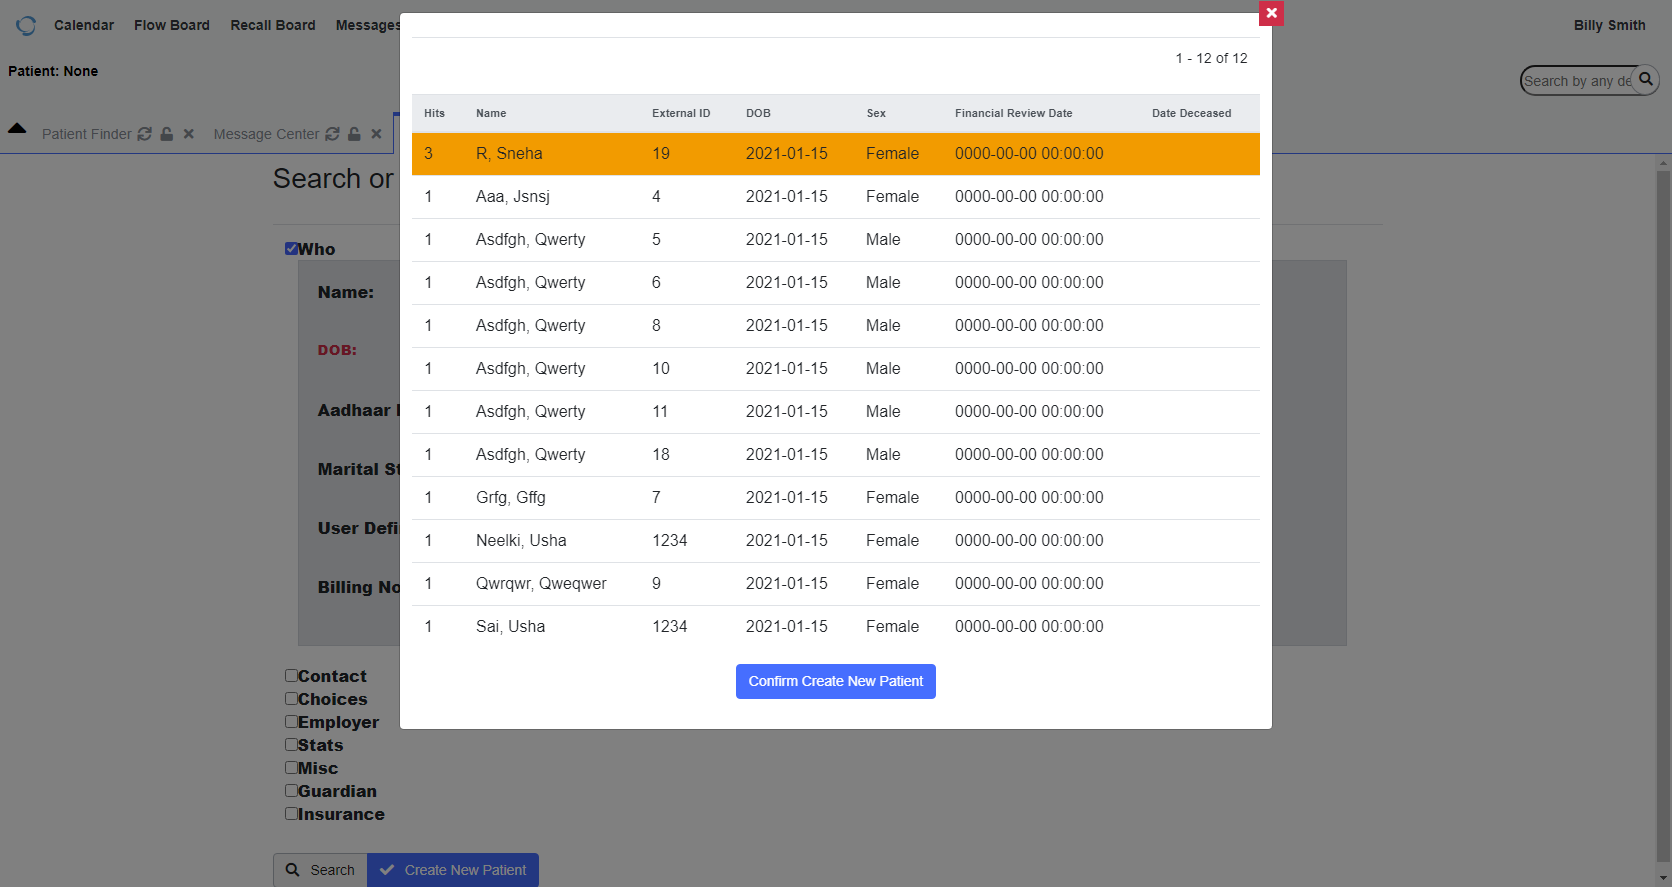 Calendar Flow Board Recall Board Messages Billy Smith
Patient: None
Search by any de
Patient Finder Message Center
1 - 12 of 12
Hits Name External ID DOB Sex Financial Review Date Date Deceased
3 R, Sneha 19 2021-01-15 Female 0000-00-00 00:00:00
1 Aaa, Jsnsj 4 2021-01-15 Female 0000-00-00 00:00:00
1 Asdfgh, Qwerty 5 2021-01-15 Male 0000-00-00 00:00:00
1 Asdfgh, Qwerty 6 2021-01-15 Male 0000-00-00 00:00:00
1 Asdfgh, Qwerty 8 2021-01-15 Male 0000-00-00 00:00:00
1 Asdfgh, Qwerty 10 2021-01-15 Male 0000-00-00 00:00:00
1 Asdfgh, Qwerty 11 2021-01-15 Male 0000-00-00 00:00:00
1 Asdfgh, Qwerty 18 2021-01-15 Male 0000-00-00 00:00:00
1 Grfg, Gffg 7 2021-01-15 Female 0000-00-00 00:00:00
1 Neelki, Usha 1234 2021-01-15 Female 0000-00-00 00:00:00
1 Qwrqwr, Qweqwer 9 2021-01-15 Female 0000-00-00 00:00:00
1 Sai, Usha 1234 2021-01-15 Female 0000-00-00 00:00:00
Confirm Create New Patient
Search or
Who
Name:
DOB:
Aadhaar
Marital St
User Defi
Billing No
Contact
Choices
Employer
Stats
Misc
Guardian
Insurance
Search Create New Patient